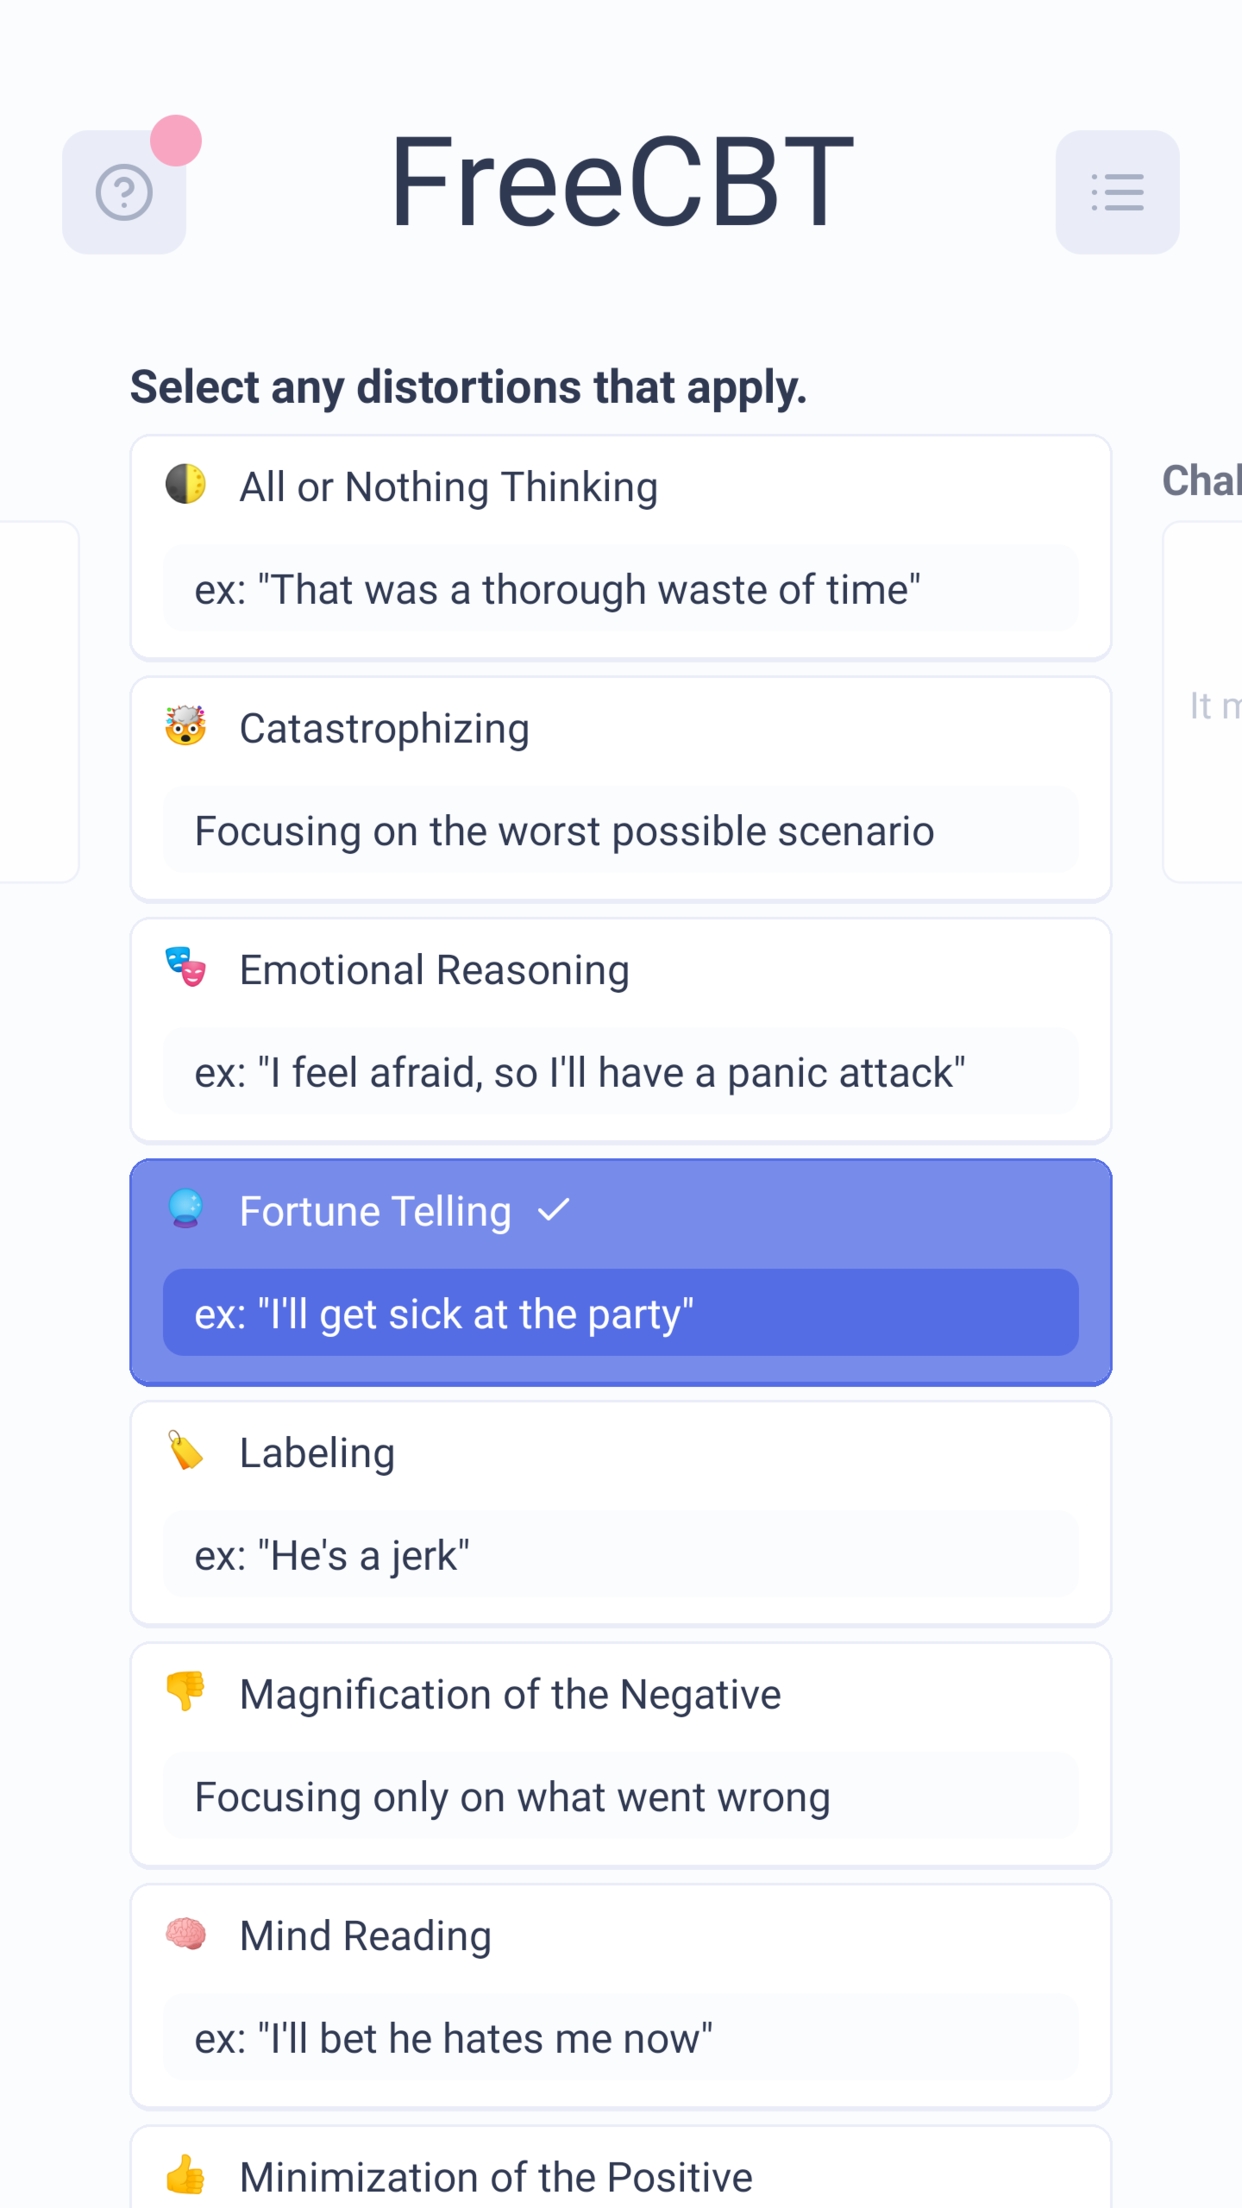 FreeCBT
Select any distortions that apply.
All or Nothing Thinking
ex: "That was a thorough waste of time"
Catastrophizing
Focusing on the worst possible scenario
Emotional Reasoning
ex: "I feel afraid, so I'll have a panic attack"
Fortune Telling
ex: "I'll get sick at the party"
Labeling
ex: "He's a jerk"
Magnification of the Negative
Focusing only on what went wrong
Mind Reading
ex: "I'll bet he hates me now"
Minimization of the Positive
It